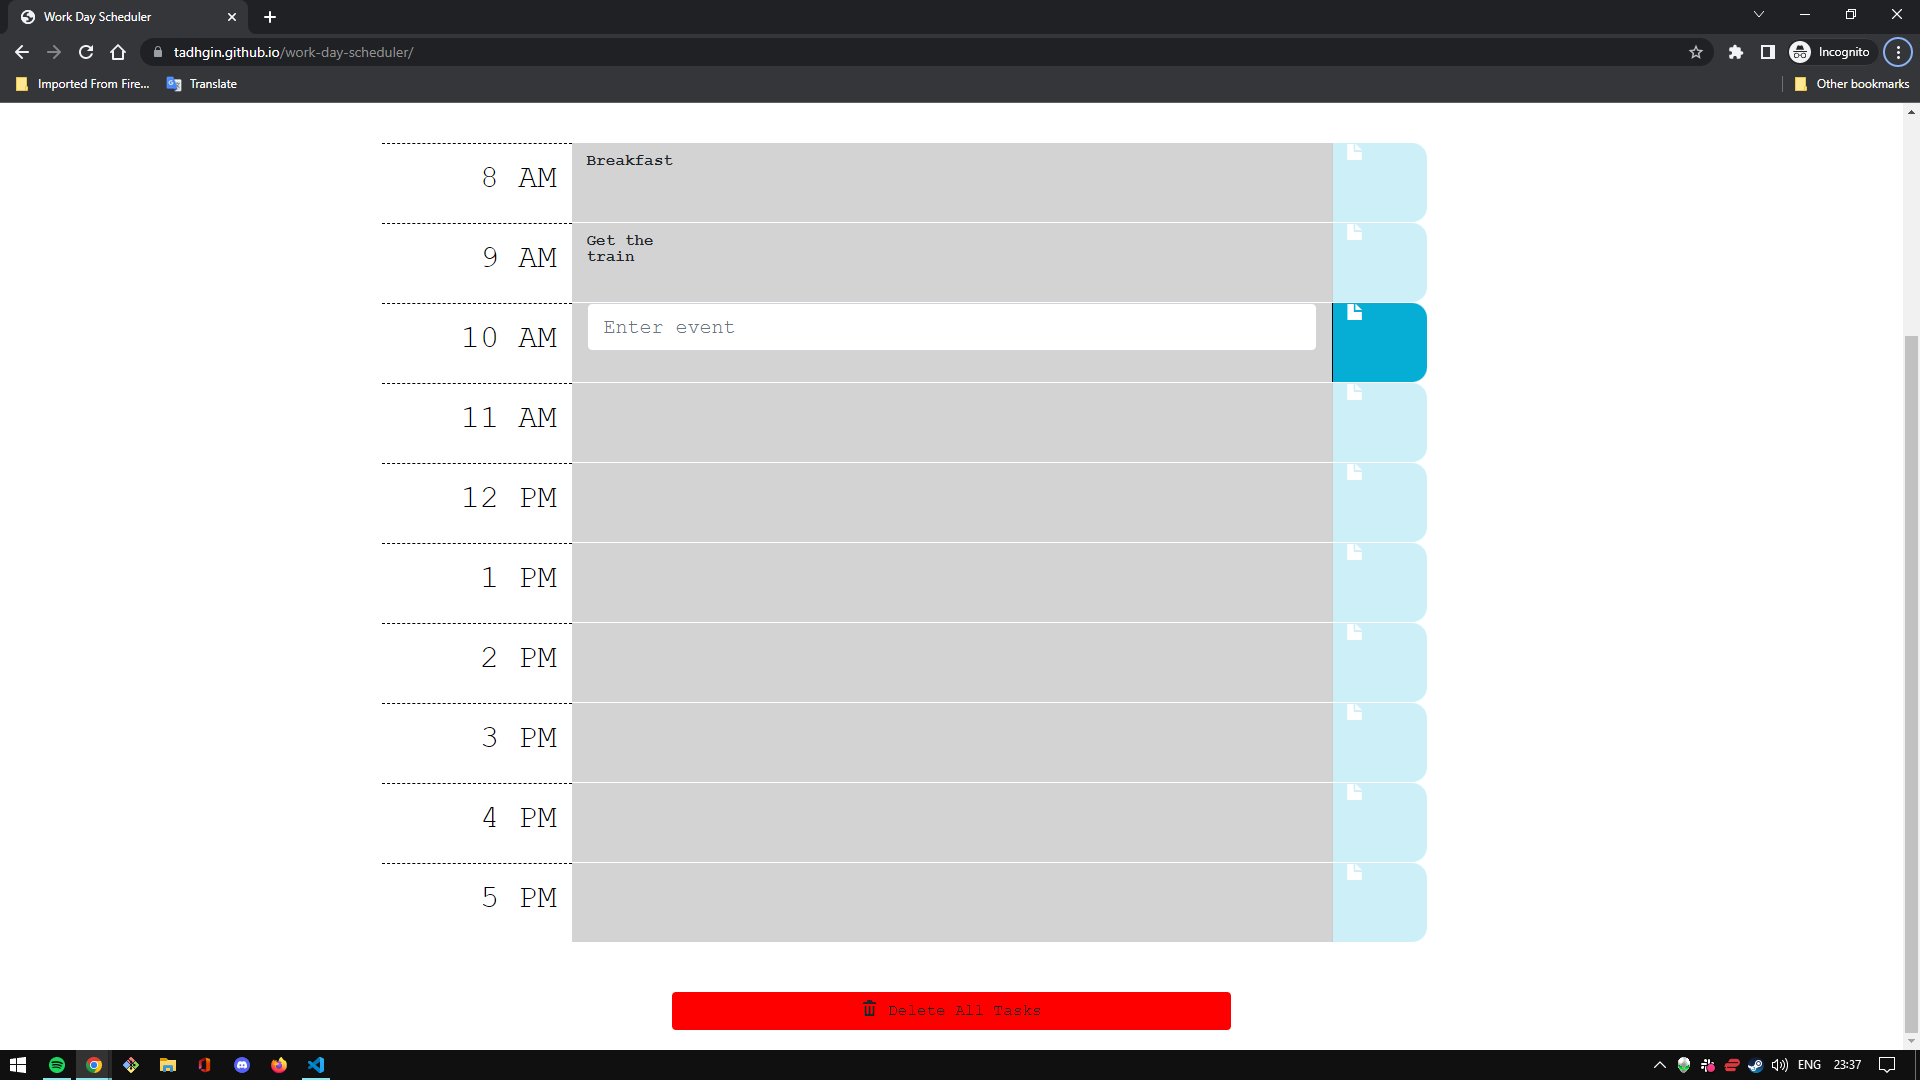 Work Day Scheduler
tadhgin.github.io/work-day-scheduler/
Incognito
Imported From Fire...
Translate
Other bookmarks
8 AM
Breakfast
9 AM
Get the
train
10 AM
Enter event
11 AM
12 PM
1 PM
2 PM
3 PM
4 PM
5 PM
Delete All Tasks
ENG
23:37